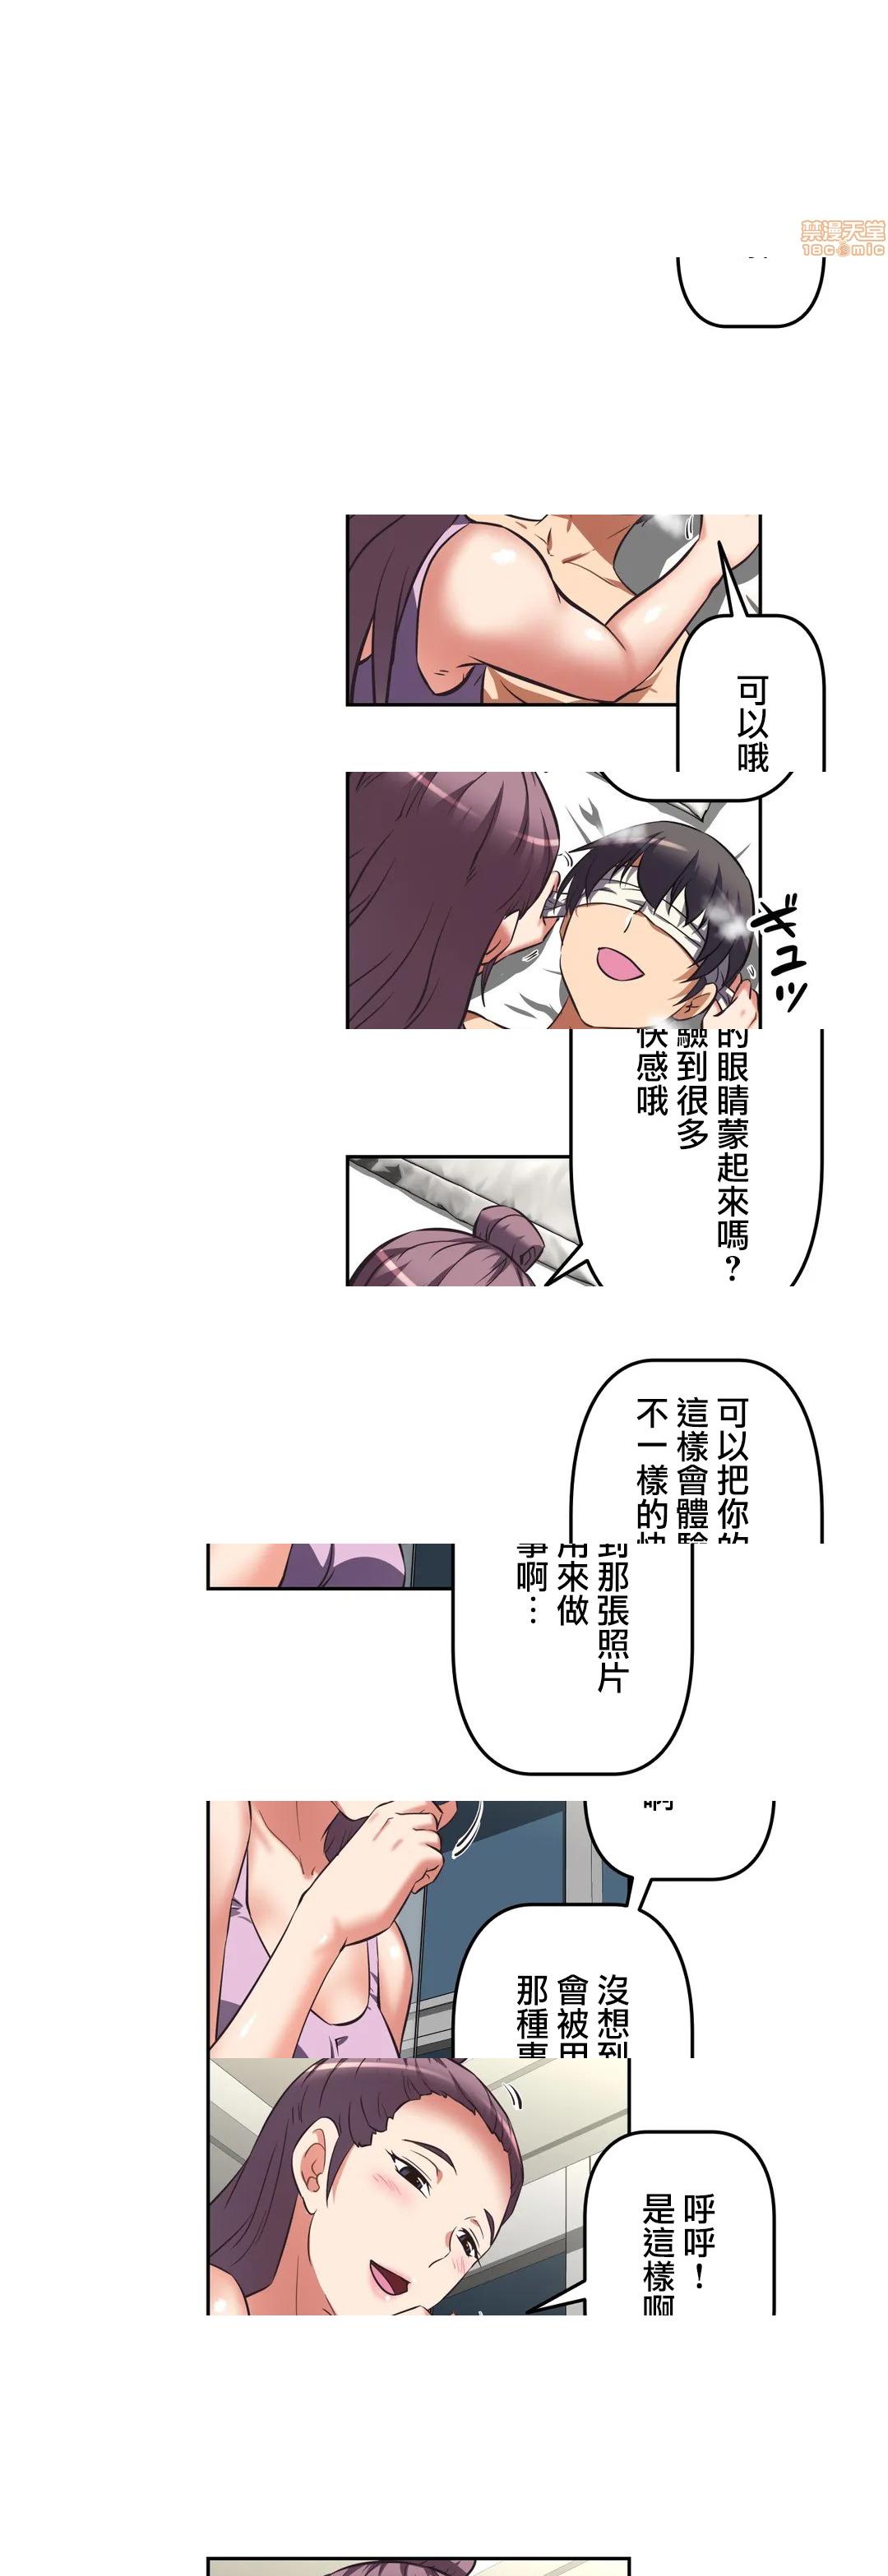 禁漫天堂
18comic
可以哦
ギュッ
的眼睛蒙起來嗎？
驗到很多
快感哦
可以把你的
這樣會體驗
不一樣的快
到那張照片
用來做
事啊…
啊
沒想到
會被用
那種事
呼呼！
是這樣啊